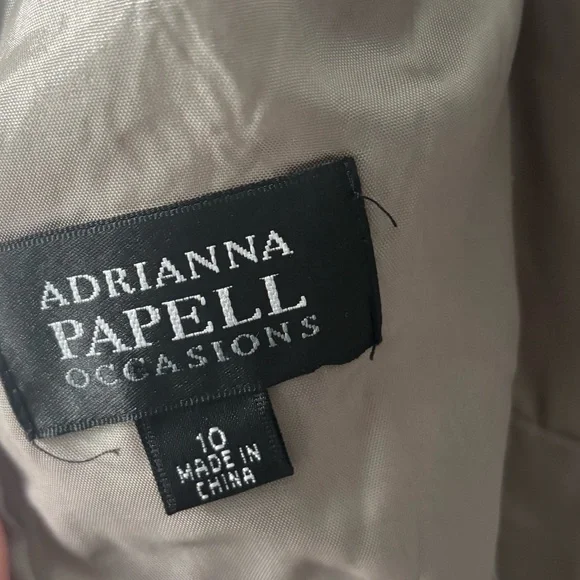 ADRIANNA
PAPELL
OCCASIONS
10
MADE IN
CHINA